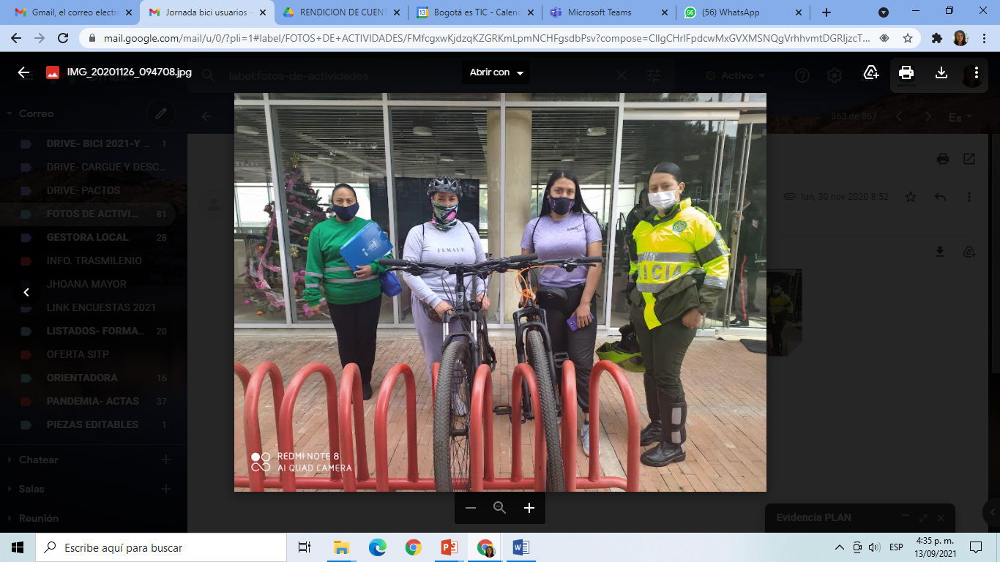 Gmail, el correo electró
Jornada bici usuarios -
RENDICION DE CUENT
Bogotá es TIC - Calenc
Microsoft Teams
(56) WhatsApp
mail.google.com/mail/u/0/?pli=1#label/FOTOS+DE+ACTIVIDADES/FMfcgxwKjdzqKZGRKmLpmNCHFgsdbPsv?compose=CllgCHrlFpdcwMxGVXMSNQgVrhhvmtDGRljzcT...
IMG_20201126_094708.jpg
label:fotos-de-actividades
Abrir con
Activo
Correo
363 de 867
Es
DRIVE- BICI 2021-Y ... 1
DRIVE- CARGUE Y DESC...
DRIVE- PACTOS
FOTOS DE ACTIVI... 81
GESTORA LOCAL 28
INFO. TRASMILENIO
JHOANA MAYOR
LINK ENCUESTAS 2021
LISTADOS- FORMA... 20
OFERTA SITP
ORIENTADORA 16
PANDEMIA- ACTAS 37
PIEZAS EDITABLES 1
Chatear
Salas
Reunión
lun, 30 nov 2020 8:52
FEMALE
LICIA
REDMI NOTE 8
AI QUAD CAMERA
Evidencia PLAN
Escribe aquí para buscar
ESP
4:35 p. m.
13/09/2021